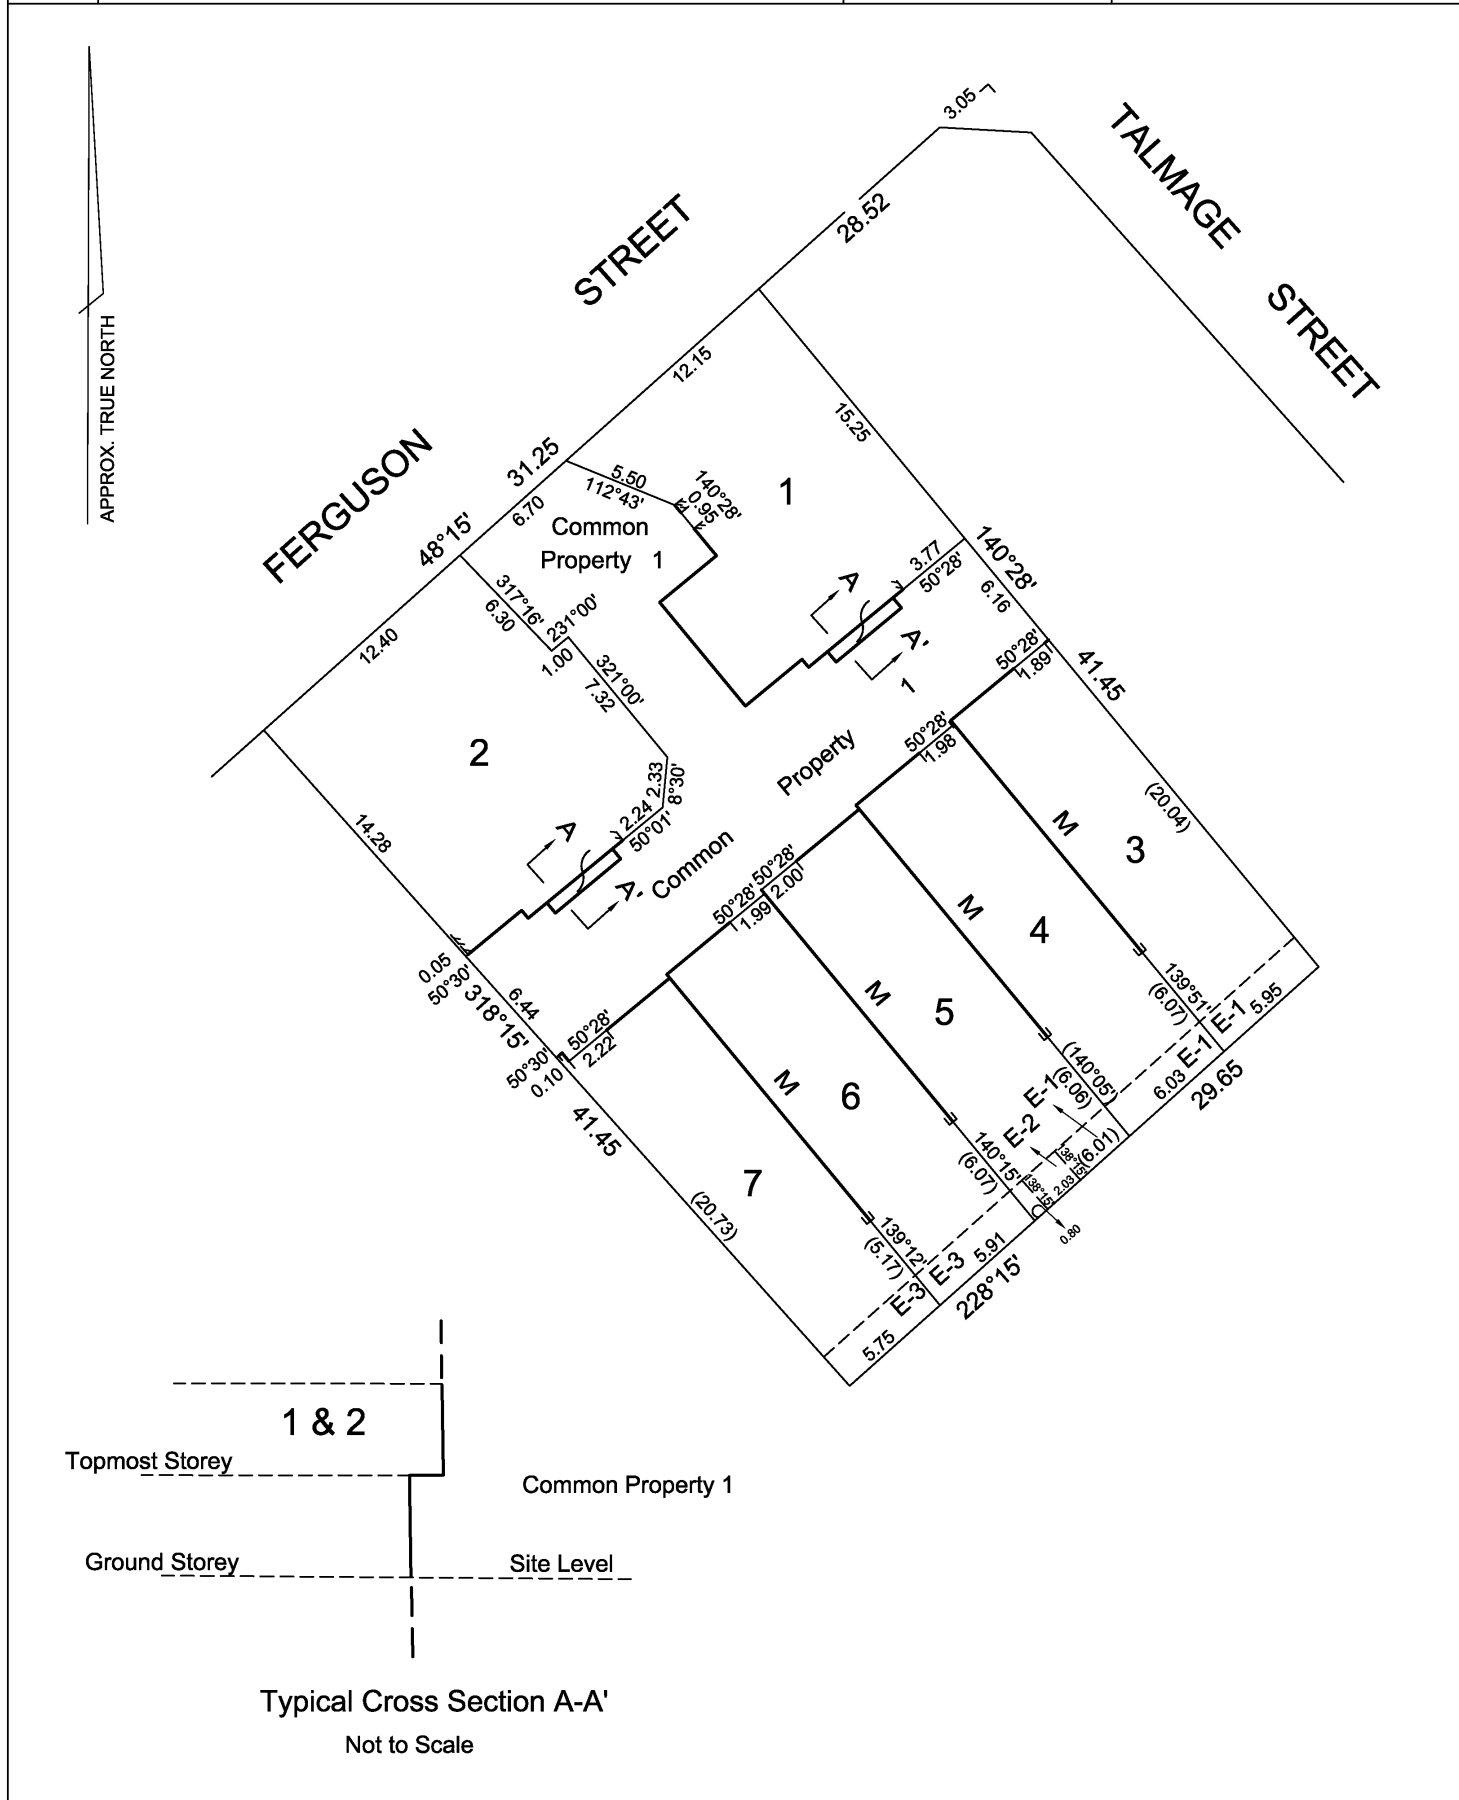 3.05
TALMAGE
STREET
28.52
STREET
FERGUSON
APPROX. TRUE NORTH
12.15
15.25
31.25
48°15'
6.70
5.50
112°43'
140°28'
0.95
1
Common
Property 1
3.77
50°28'
140°28'
6.16
A
A'
1
Property
Common
317°16'
6.30
231°00'
1.00
321°00'
7.32
12.40
2
2.33
8°30'
2.24
50°01'
14.28
A
A'
50°28'
1.89
41.45
50°28'
1.98
50°28'
2.00
50°28'
1.99
0.05
50°30'
318°15'
6.44
50°28'
2.22
50°30'
0.10
41.45
M
3
(20.04)
M
4
M
5
M
6
7
(20.73)
139°51'
(6.07)
E-1
5.95
E-1
6.03
29.65
(140°05')
(6.06)
E-1
E-2
(6.01)
138°15'
138°15'
2.03
0.80
140°15'
(6.07)
5.91
228°15'
139°12'
(5.17)
E-3
E-3
5.75
1 & 2
Topmost Storey
Common Property 1
Ground Storey
Site Level
Typical Cross Section A-A'
Not to Scale